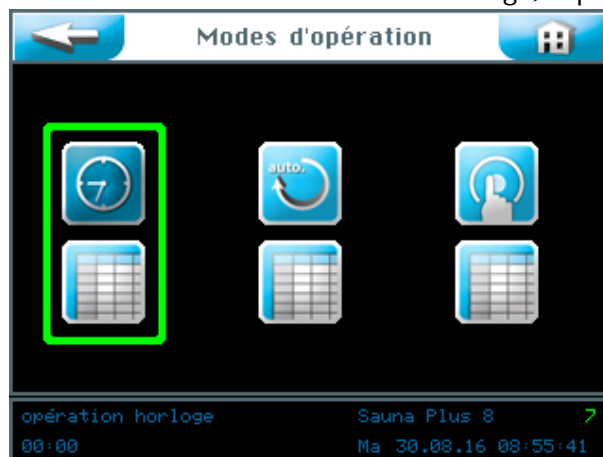 Modes d'opération
auto.
opération horloge Sauna Plus 8 7
00:00 Ma 30.08.16 08:55:41